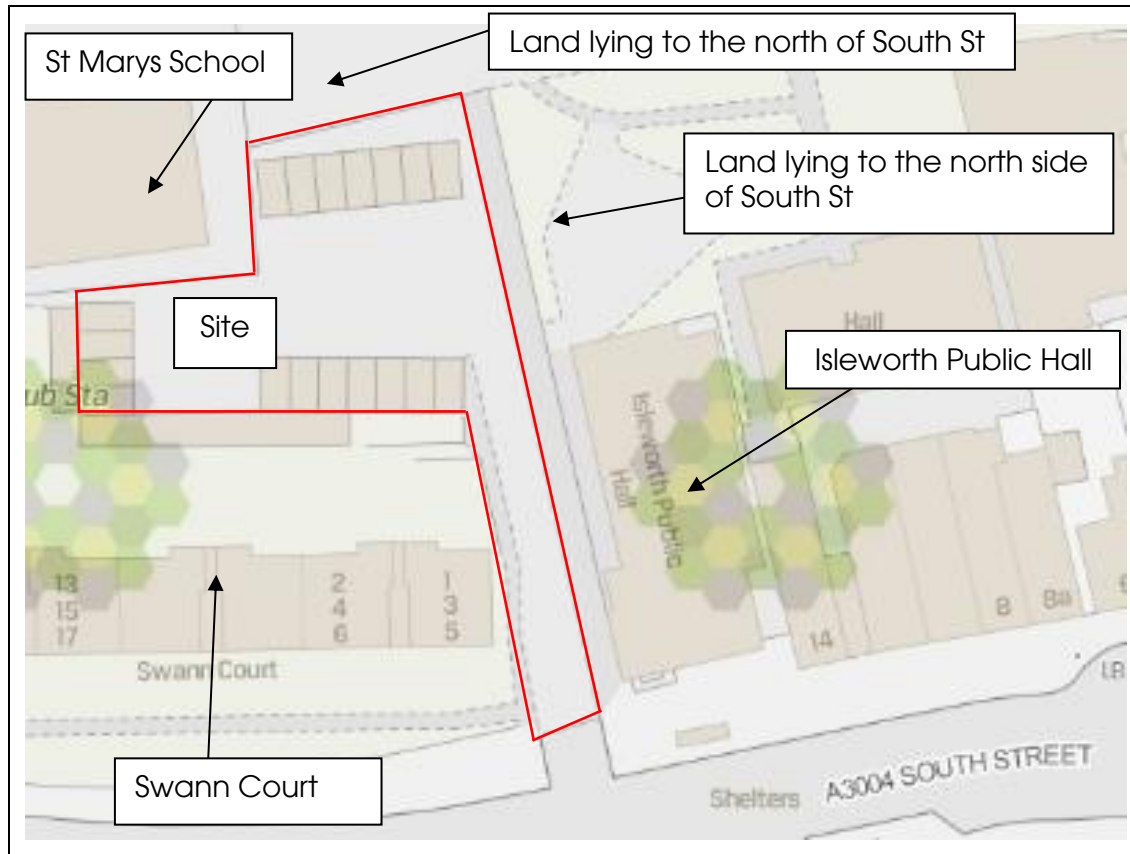 Land lying to the north of South St
St Marys School
Land lying to the north side
of South St
Site
Hall
Isleworth Public Hall
ub Sta
Isleworth Public
Hall
13
15
17
2
4
6
1
3
5
14
8
8a
6
Swann Court
LB
A3004 SOUTH STREET
Shelters
Swann Court